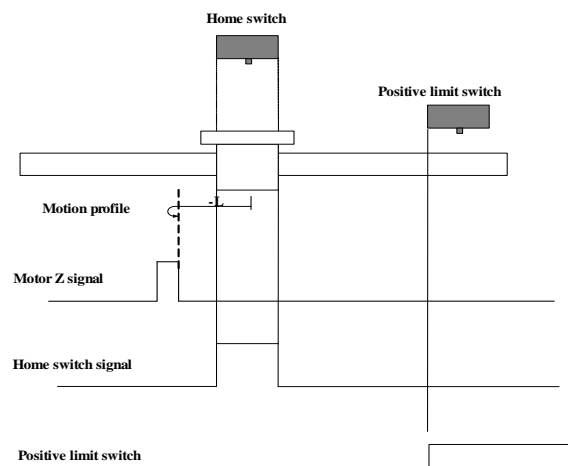 Home switch
Positive limit switch
Motion profile
-L
Motor Z signal
Home switch signal
Positive limit switch